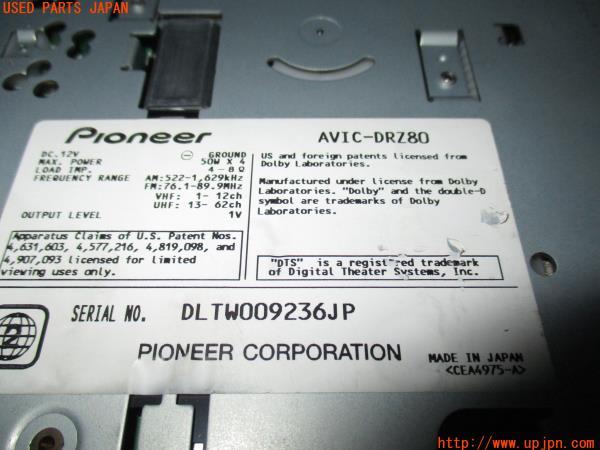 USED PARTS JAPAN
Pioneer
AVIC-DRZ80
DC.12V ⊖ GROUND
MAX. POWER 50W X 4
LOAD IMP. 4-8Ω
FREQUENCY RANGE AM:522-1,629kHz
FM:76.1-89.9MHz
VHF: 1- 12ch
UHF: 13- 62ch
OUTPUT LEVEL 1V
US and foreign patents licensed from
Dolby Laboratories.
Manufactured under license from Dolby
Laboratories. "Dolby" and the double-D
symbol are trademarks of Dolby
Laboratories.
Apparatus Claims of U.S. Patent Nos.
4,631,603, 4,577,216, 4,819,098, and
4,907,093 licensed for limited
viewing uses only.
"DTS" is a registered trademark
of Digital Theater Systems, Inc.
2
SERIAL NO. DLTW009236JP
PIONEER CORPORATION
MADE IN JAPAN
<CEA4975-A>
http://www.upjpn.com/